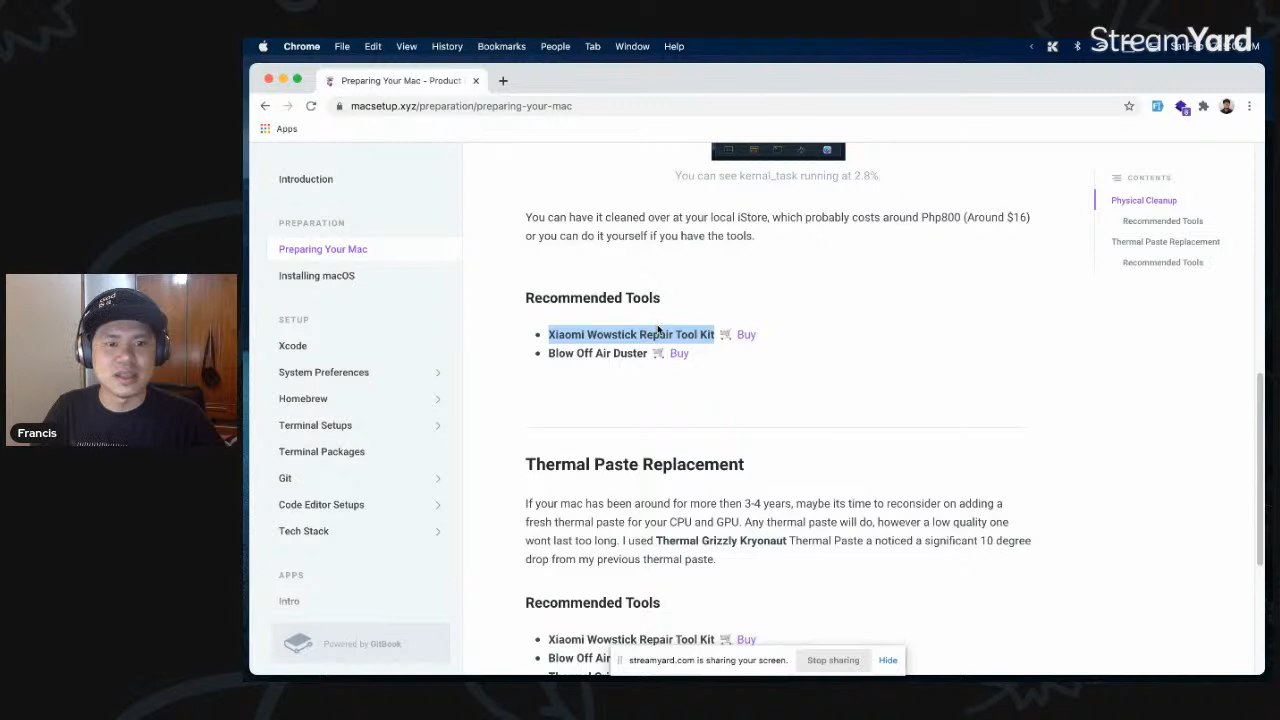 StreamYard
Chrome File Edit View History Bookmarks People Tab Window Help
Preparing Your Mac - Product
macsetup.xyz/preparation/preparing-your-mac
Apps
Introduction
PREPARATION
Preparing Your Mac
Installing macOS
SETUP
Xcode
System Preferences
Homebrew
Terminal Setups
Terminal Packages
Git
Code Editor Setups
Tech Stack
APPS
Intro
Powered by GitBook
You can see kernal_task running at 2.8%.
You can have it cleaned over at your local iStore, which probably costs around Php800 (Around $16)
or you can do it yourself if you have the tools.
Recommended Tools
Xiaomi Wowstick Repair Tool Kit 🛒 Buy
Blow Off Air Duster 🛒 Buy
Thermal Paste Replacement
If your mac has been around for more then 3-4 years, maybe its time to reconsider on adding a
fresh thermal paste for your CPU and GPU. Any thermal paste will do, however a low quality one
wont last too long. I used Thermal Grizzly Kryonaut Thermal Paste a noticed a significant 10 degree
drop from my previous thermal paste.
Recommended Tools
Xiaomi Wowstick Repair Tool Kit 🛒 Buy
Blow Off Air
CONTENTS
Physical Cleanup
Recommended Tools
Thermal Paste Replacement
Recommended Tools
streamyard.com is sharing your screen. Stop sharing Hide
Francis